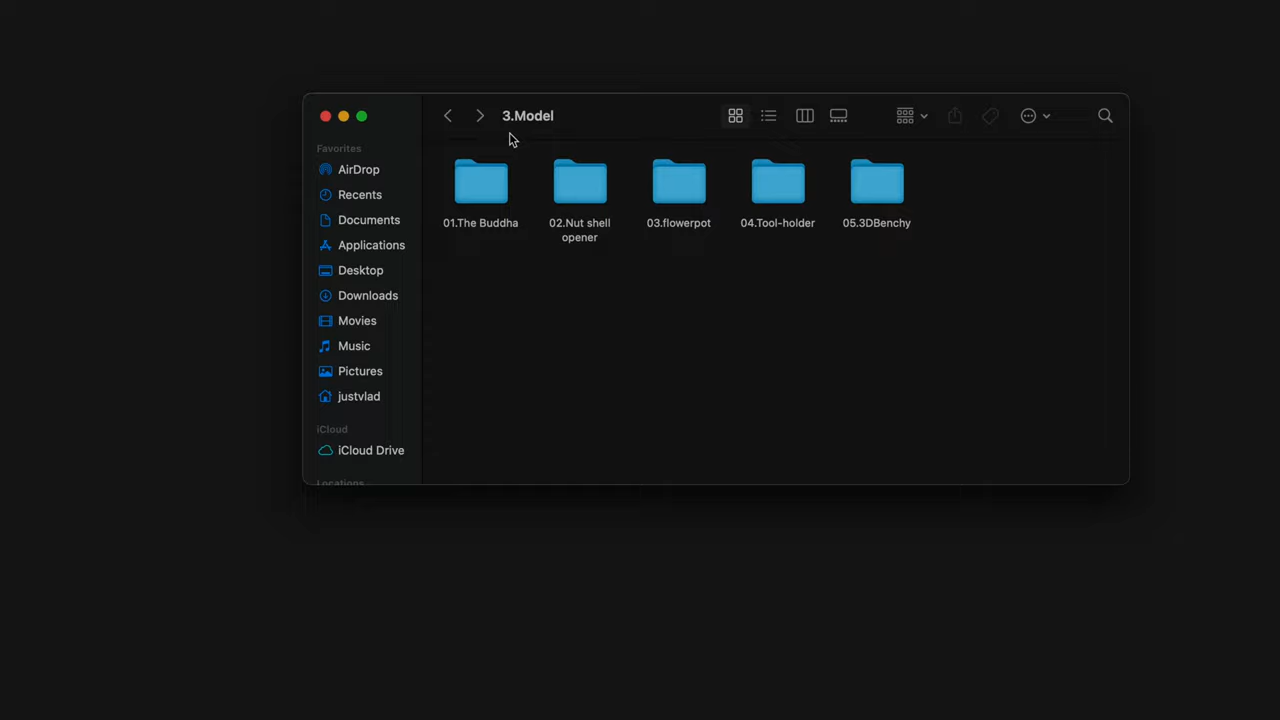 3.Model
Favorites
AirDrop
Recents
Documents
Applications
Desktop
Downloads
Movies
Music
Pictures
justvlad
iCloud
iCloud Drive
Locations
01.The Buddha
02.Nut shell
opener
03.flowerpot
04.Tool-holder
05.3DBenchy